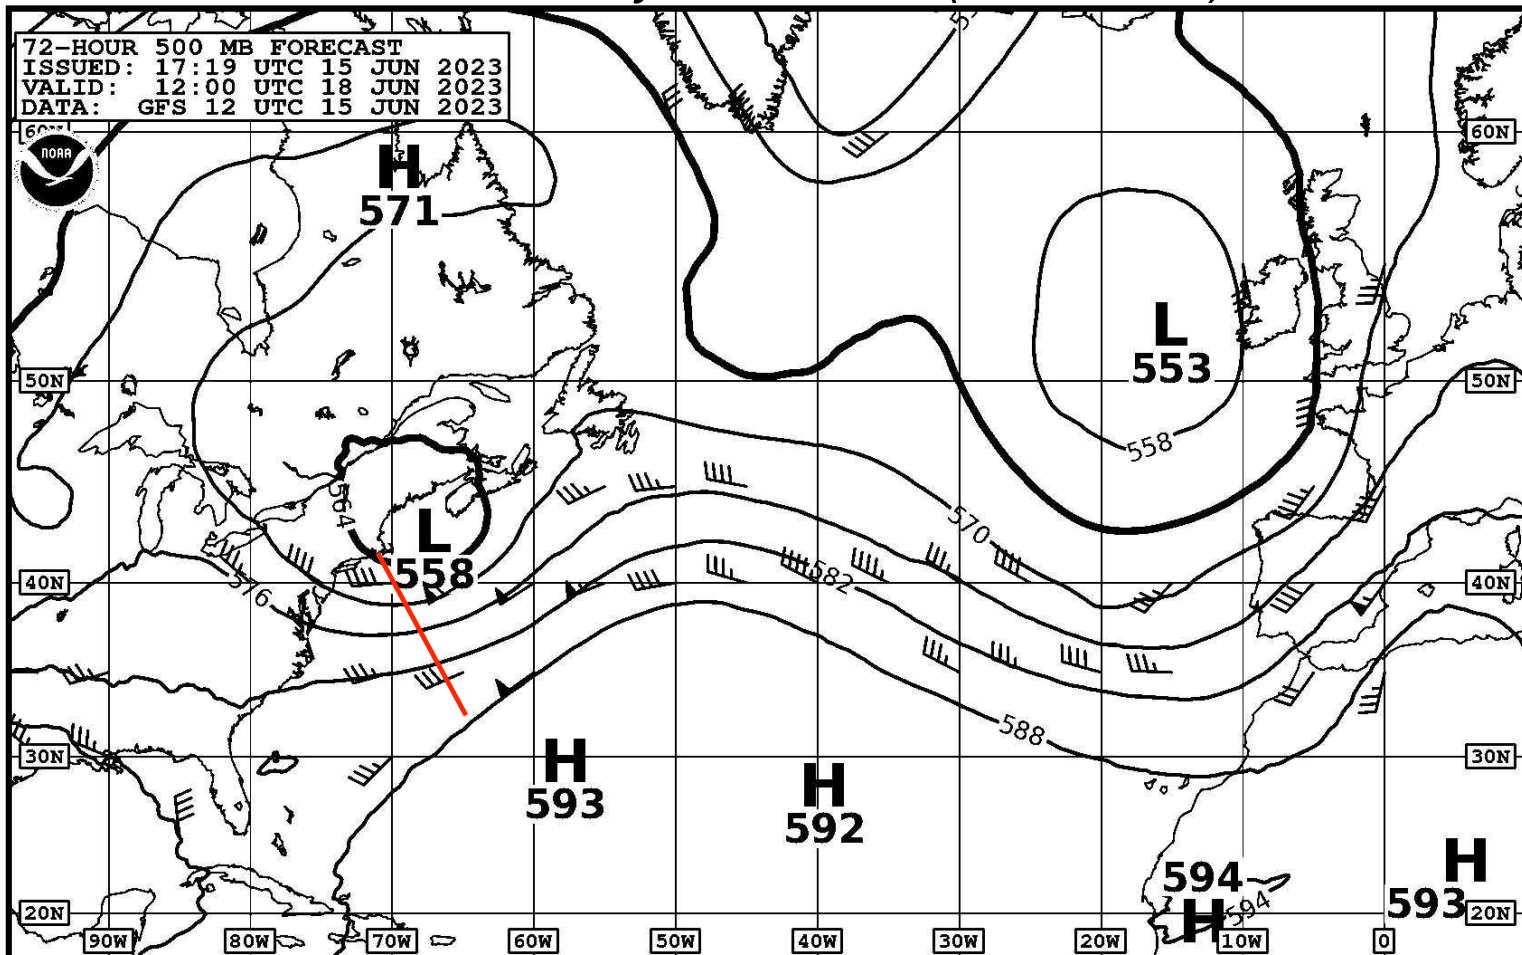 72-HOUR 500 MB FORECAST
ISSUED: 17:19 UTC 15 JUN 2023
VALID: 12:00 UTC 18 JUN 2023
DATA: GFS 12 UTC 15 JUN 2023
60N
60N
NOAA
H
571
L
553
50N
50N
558
564
L
558
570
576
582
40N
40N
588
30N
30N
H
593
H
592
594
H
594
H
593
20N
20N
90W
80W
70W
60W
50W
40W
30W
20W
10W
0